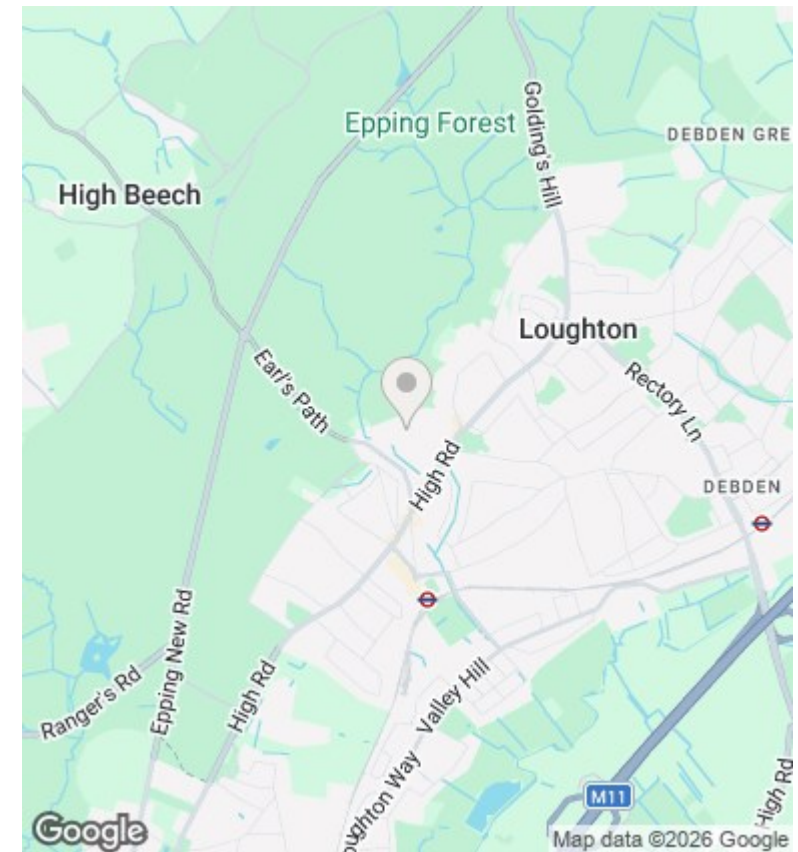 Golding's Hill
Epping Forest
DEBDEN GRE
High Beech
Loughton
Earl's Path
Rectory Ln
High Rd
DEBDEN
Epping New Rd
Ranger's Rd
High Rd
Valley Hill
oughton Way
M11
High Rd
Google
Map data ©2026 Google